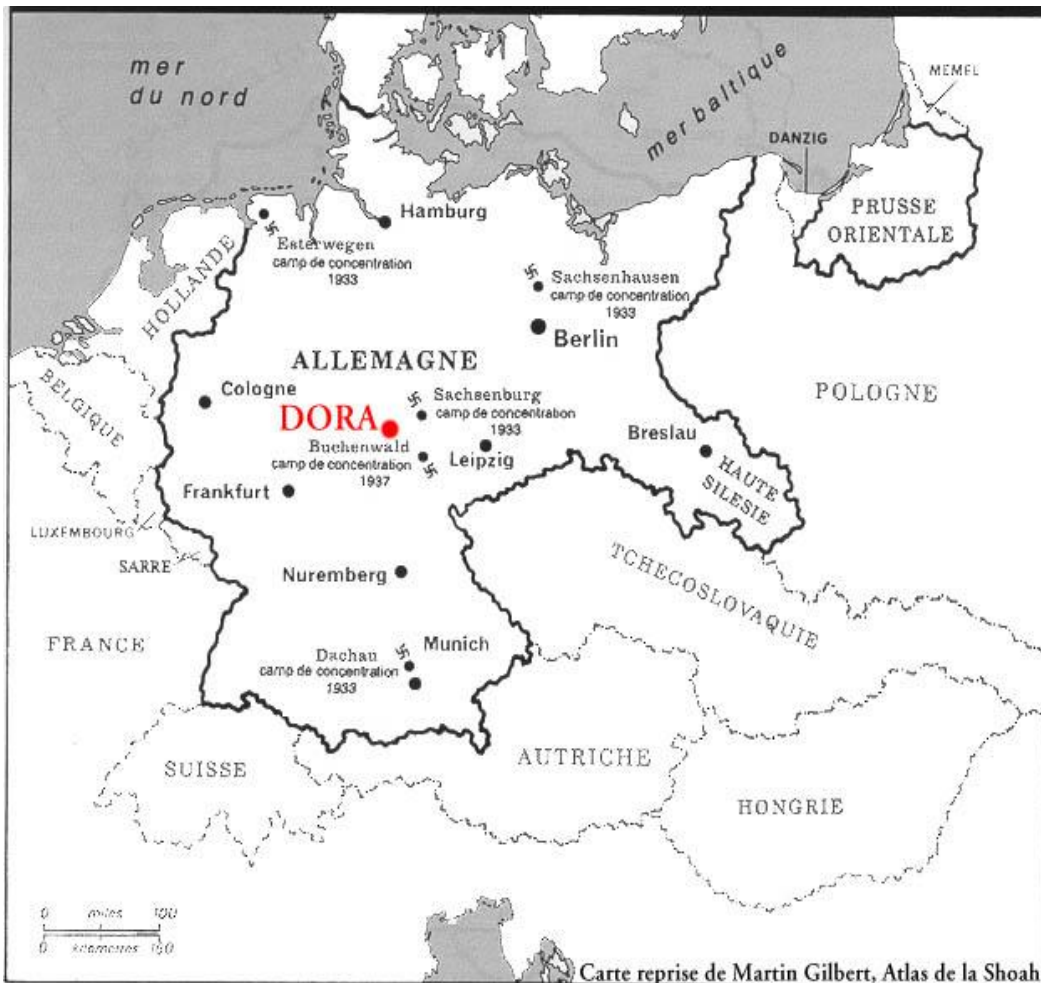 mer
du nord
mer baltique
MEMEL
DANZIG
PRUSSE
ORIENTALE
Hamburg
Esterwegen
camp de concentration
1933
HOLLANDE
Sachsenhausen
camp de concentration
1933
Berlin
ALLEMAGNE
POLOGNE
BELGIQUE
Cologne
Sachsenburg
camp de concentration
1933
DORA
Buchenwald
camp de concentration
1937
Leipzig
Breslau
HAUTE
SILESIE
Frankfurt
LUXEMBOURG
SARRE
Nuremberg
TCHECOSLOVAQUIE
FRANCE
Munich
Dachau
camp de concentration
1933
SUISSE
AUTRICHE
HONGRIE
0 miles 100
0 kilometres 160
Carte reprise de Martin Gilbert, Atlas de la Shoah